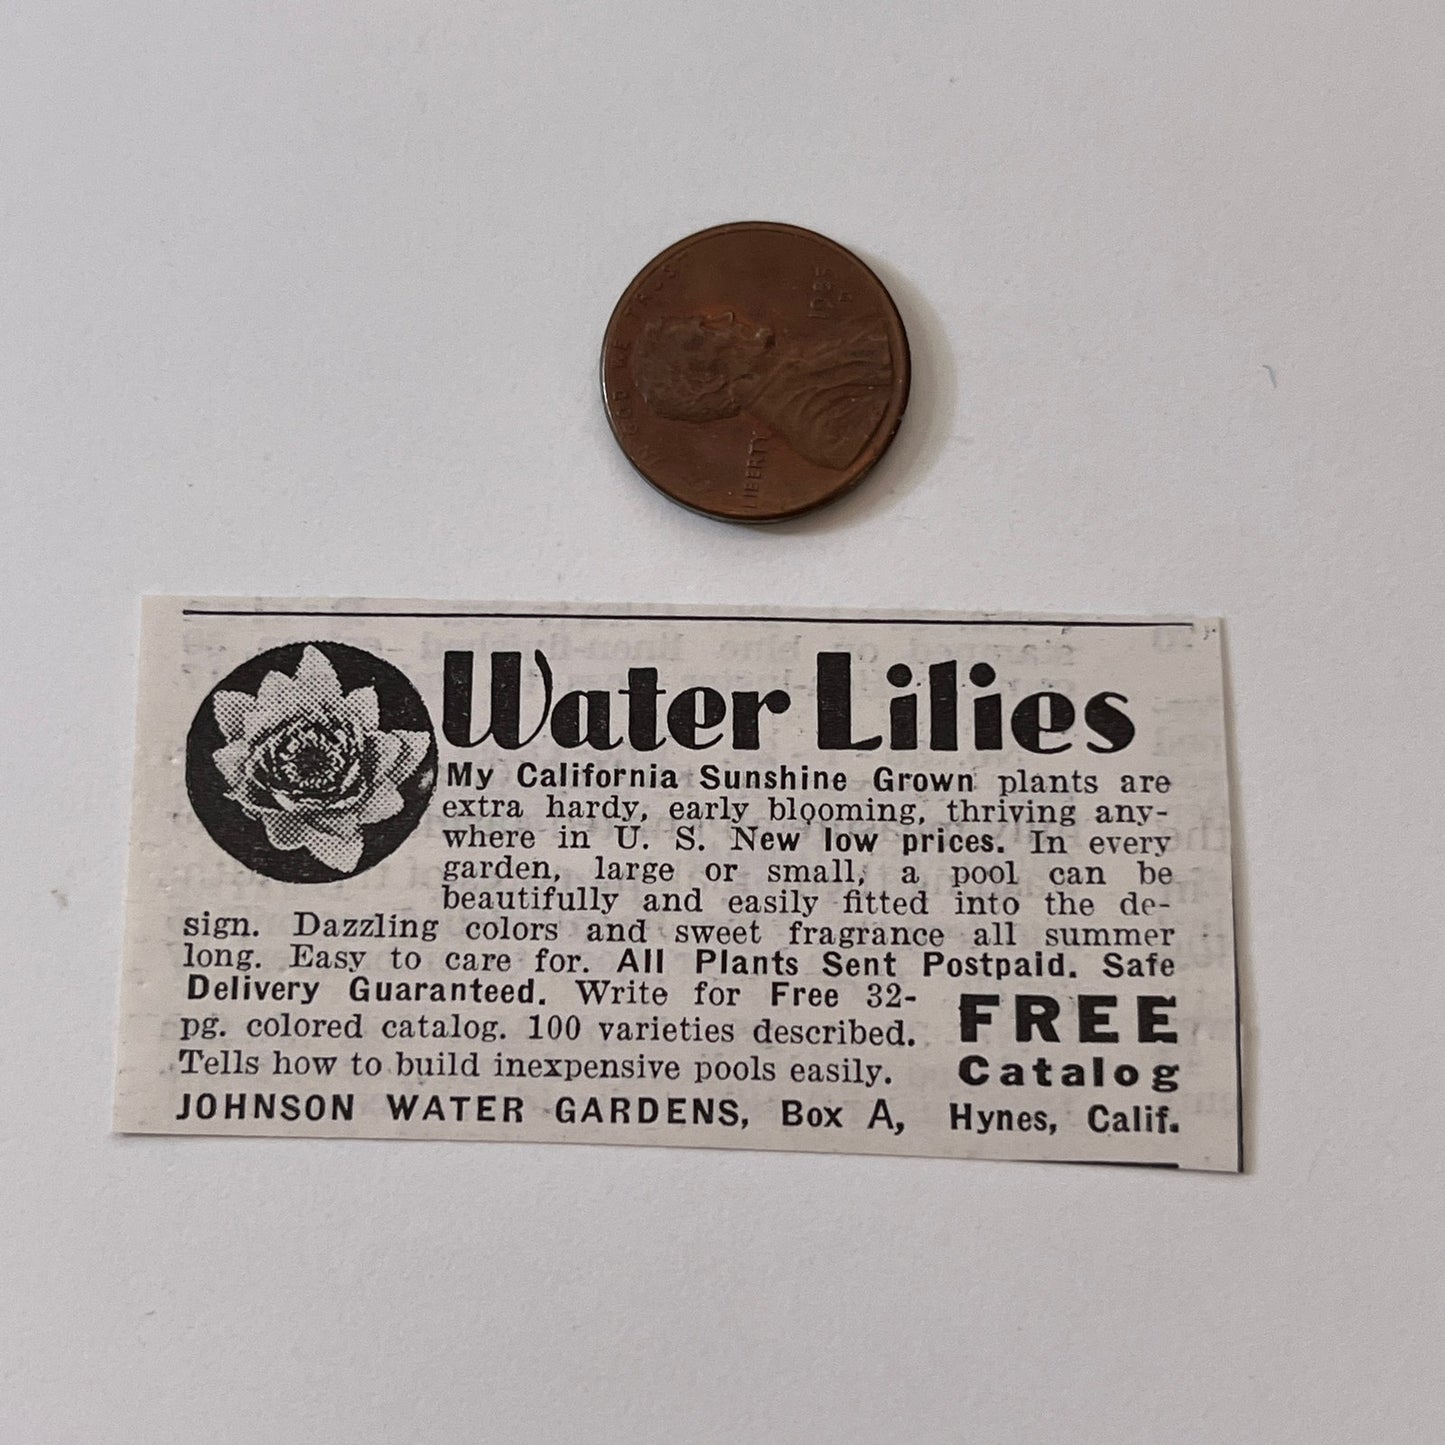 IN GOD WE TRUST
LIBERTY
1985
D
Water Lilies
My California Sunshine Grown plants are
extra hardy, early blooming, thriving any-
where in U. S. New low prices. In every
garden, large or small, a pool can be
beautifully and easily fitted into the de-
sign. Dazzling colors and sweet fragrance all summer
long. Easy to care for. All Plants Sent Postpaid. Safe
Delivery Guaranteed. Write for Free 32-
pg. colored catalog. 100 varieties described.
Tells how to build inexpensive pools easily.
FREE
Catalog
JOHNSON WATER GARDENS, Box A, Hynes, Calif.